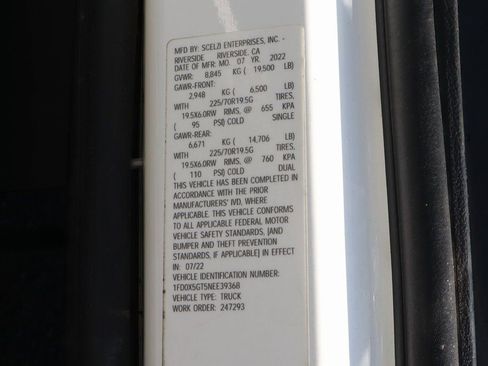 MFD BY: SCELZI ENTERPRISES, INC. -
RIVERSIDE RIVERSIDE, CA
DATE OF MFR: MO. 07 YR. 2022
GVWR: 8,845 KG ( 19,500 LB)
GAWR-FRONT:
2,948 KG ( 6,500 LB)
WITH 225/70R19.5G TIRES,
19.5X6.0RW RIMS, @ 655 KPA
( 95 PSI) COLD SINGLE
GAWR-REAR:
6,671 KG ( 14,706 LB)
WITH 225/70R19.5G TIRES,
19.5X6.0RW RIMS, @ 760 KPA
( 110 PSI) COLD DUAL
THIS VEHICLE HAS BEEN COMPLETED IN
ACCORDANCE WITH THE PRIOR
MANUFACTURERS' IVD, WHERE
APPLICABLE. THIS VEHICLE CONFORMS
TO ALL APPLICABLE FEDERAL MOTOR
VEHICLE SAFETY STANDARDS, [AND
BUMPER AND THEFT PREVENTION
STANDARDS, IF APPLICABLE] IN EFFECT
IN: 07/22
VEHICLE IDENTIFICATION NUMBER:
1FD0X5GT5NEE39368
VEHICLE TYPE: TRUCK
WORK ORDER: 247293